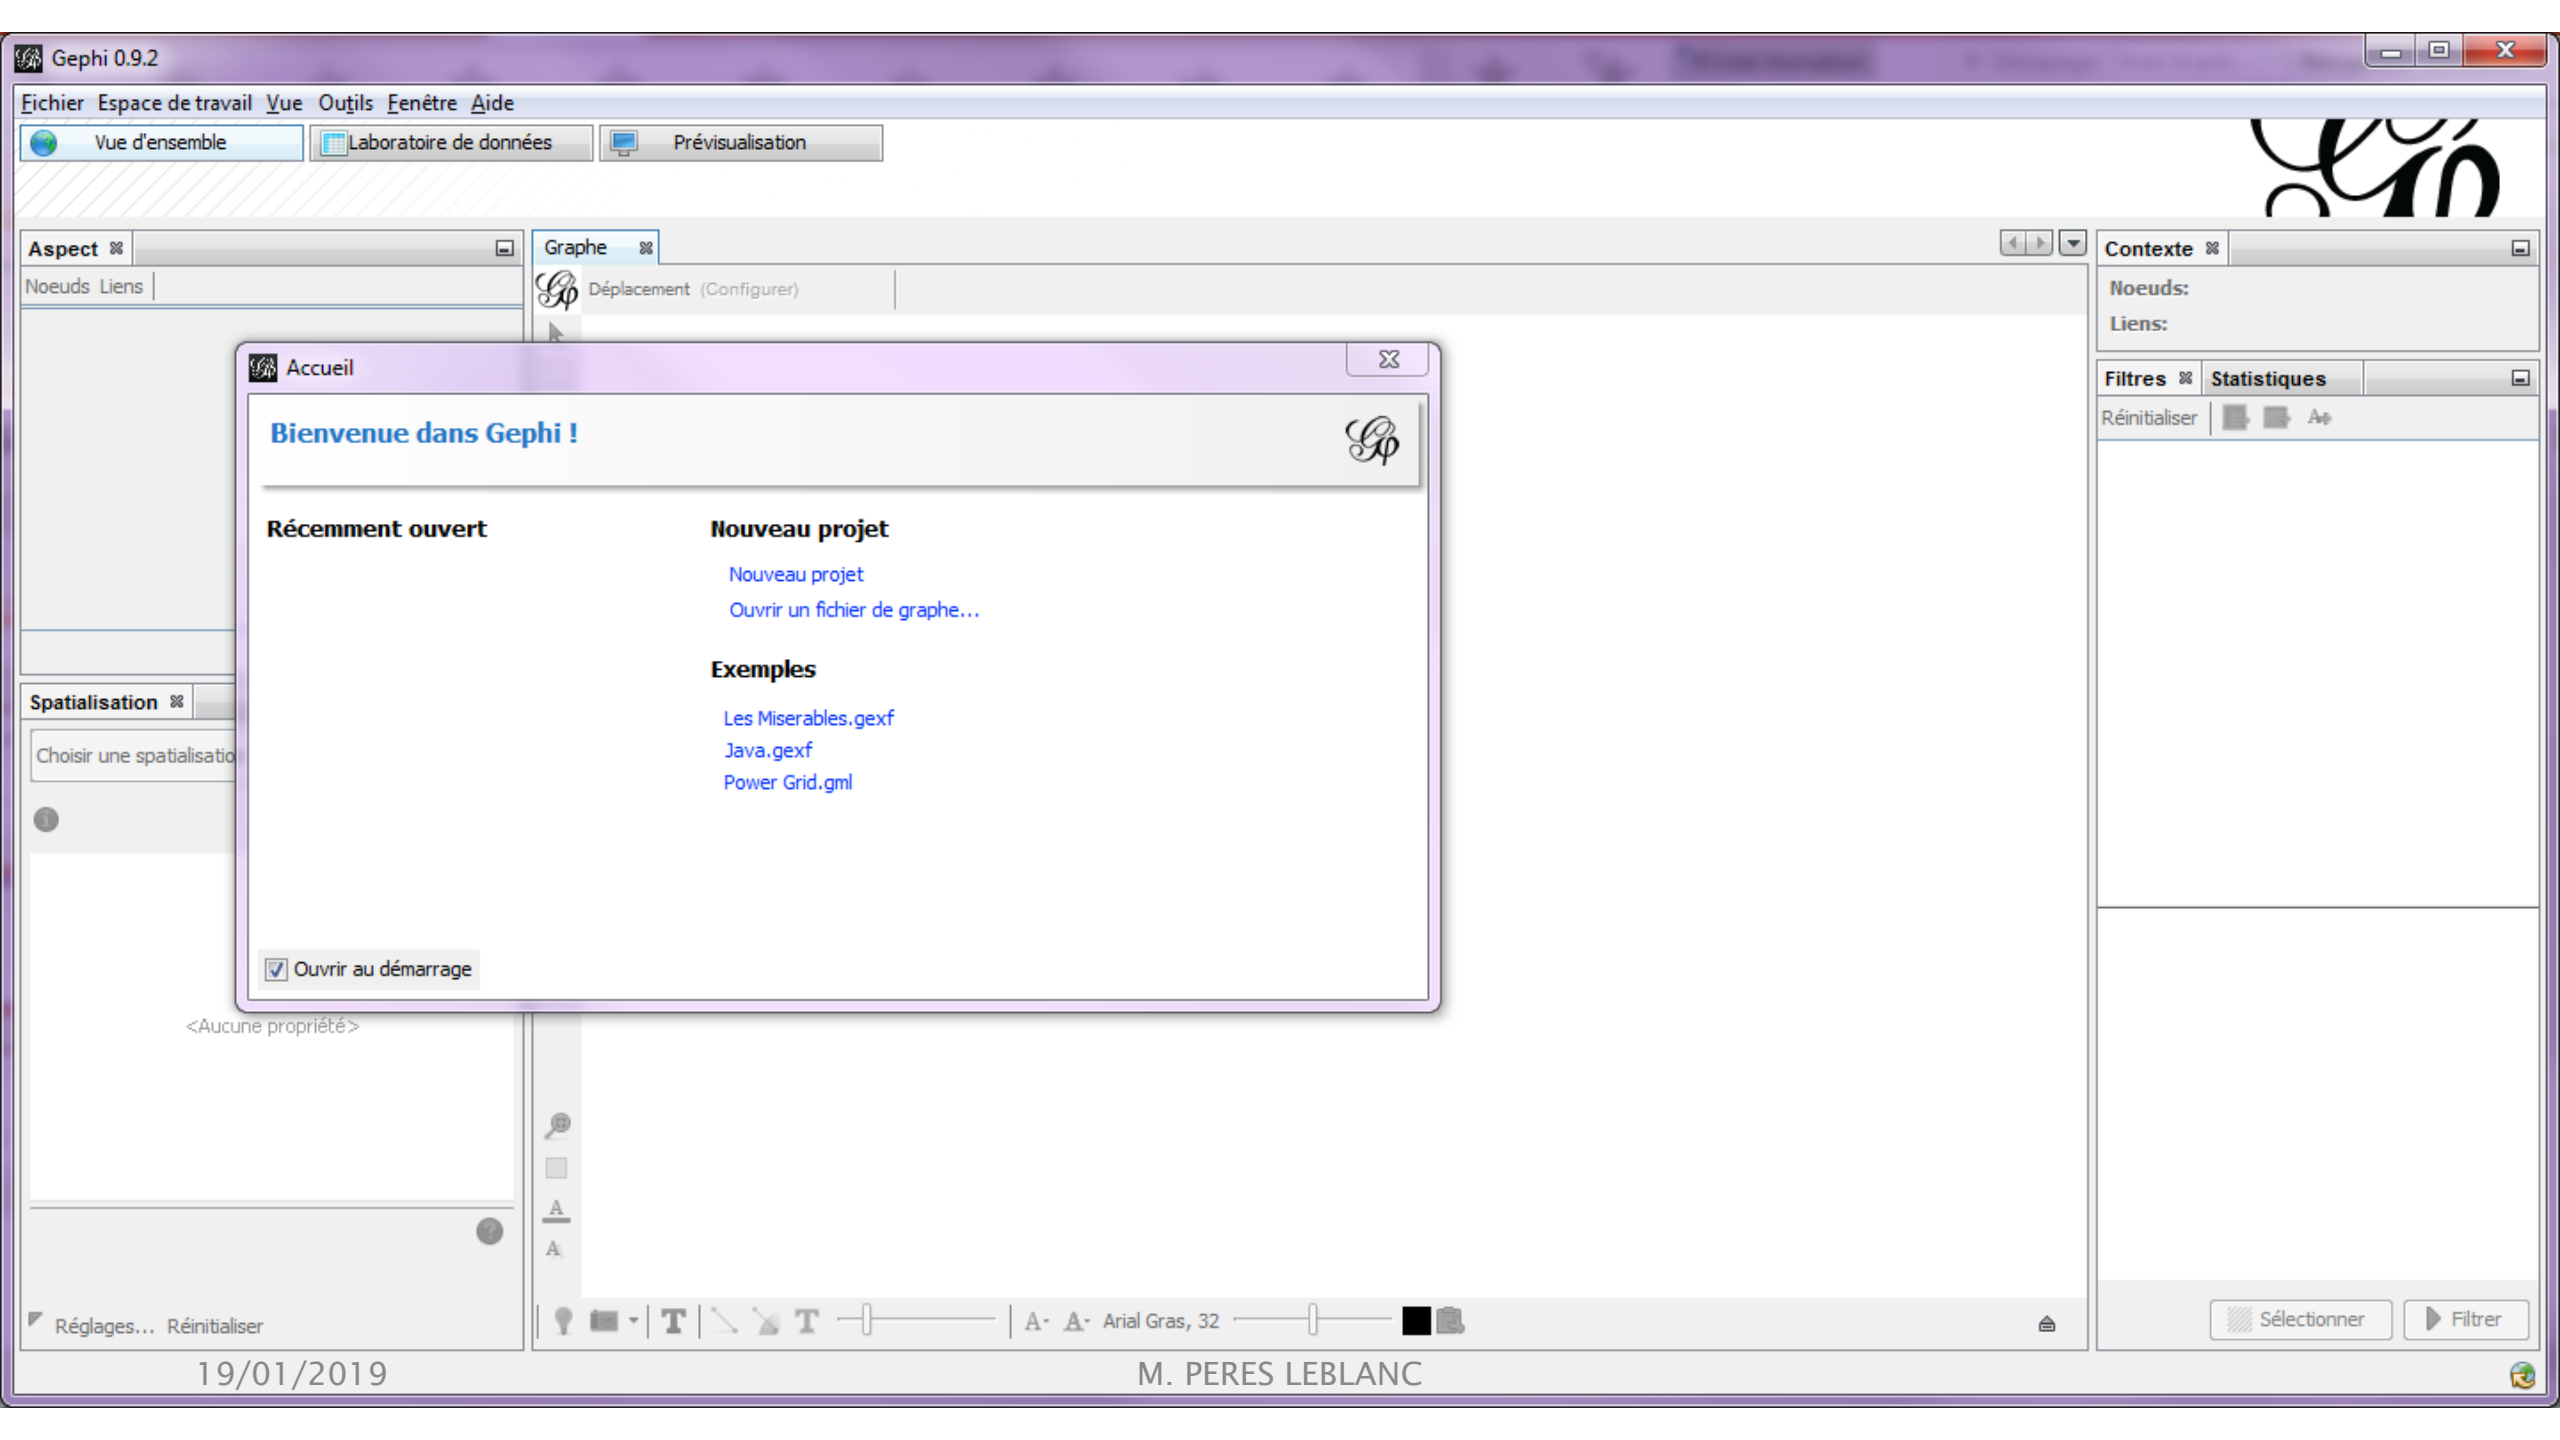 Gephi 0.9.2
Fichier Espace de travail Vue Outils Fenêtre Aide
Vue d'ensemble Laboratoire de données Prévisualisation
Aspect
Noeuds Liens
Graphe
Déplacement (Configurer)
Contexte
Noeuds:
Liens:
Filtres Statistiques
Réinitialiser
Accueil
Bienvenue dans Gephi !
Récemment ouvert
Nouveau projet
Nouveau projet
Ouvrir un fichier de graphe...
Exemples
Les Miserables.gexf
Java.gexf
Power Grid.gml
Ouvrir au démarrage
Spatialisation
Choisir une spatialisatio
<Aucune propriété>
Réglages... Réinitialiser
T T A- A- Arial Gras, 32
Sélectionner Filtrer
19/01/2019 M. PERES LEBLANC